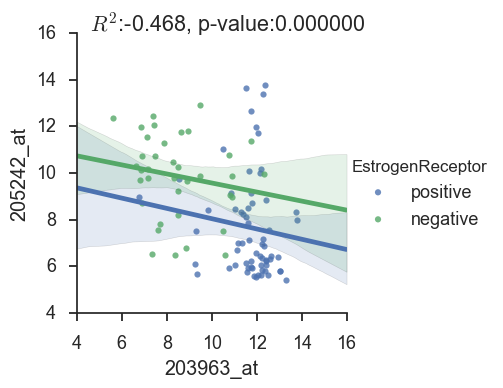 R²:-0.468, p-value:0.000000
16
14
12
10
8
6
4
205242_at
4 6 8 10 12 14 16
203963_at
EstrogenReceptor
positive
negative